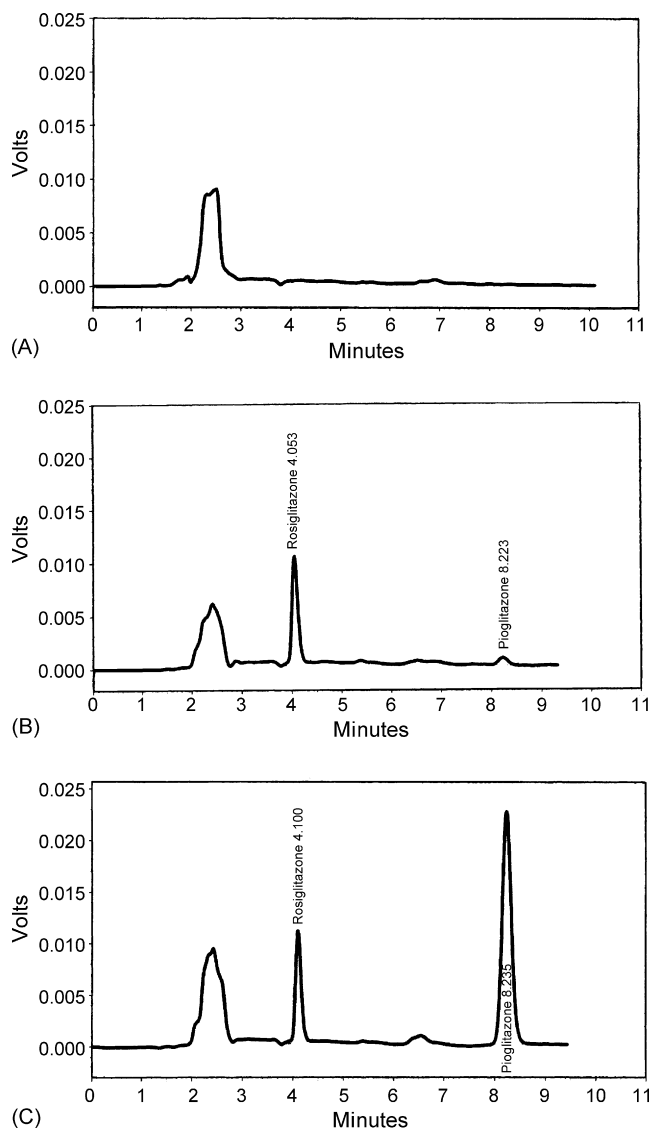 0.025
0.020
0.015
0.010
0.005
0.000
Volts
0 1 2 3 4 5 6 7 8 9 10 11
Minutes
(A)
0.025
0.020
0.015
0.010
0.005
0.000
Volts
Rosiglitazone 4.053
Pioglitazone 8.223
0 1 2 3 4 5 6 7 8 9 10 11
Minutes
(B)
0.025
0.020
0.015
0.010
0.005
0.000
Volts
Rosiglitazone 4.100
Pioglitazone 8.235
0 1 2 3 4 5 6 7 8 9 10 11
Minutes
(C)